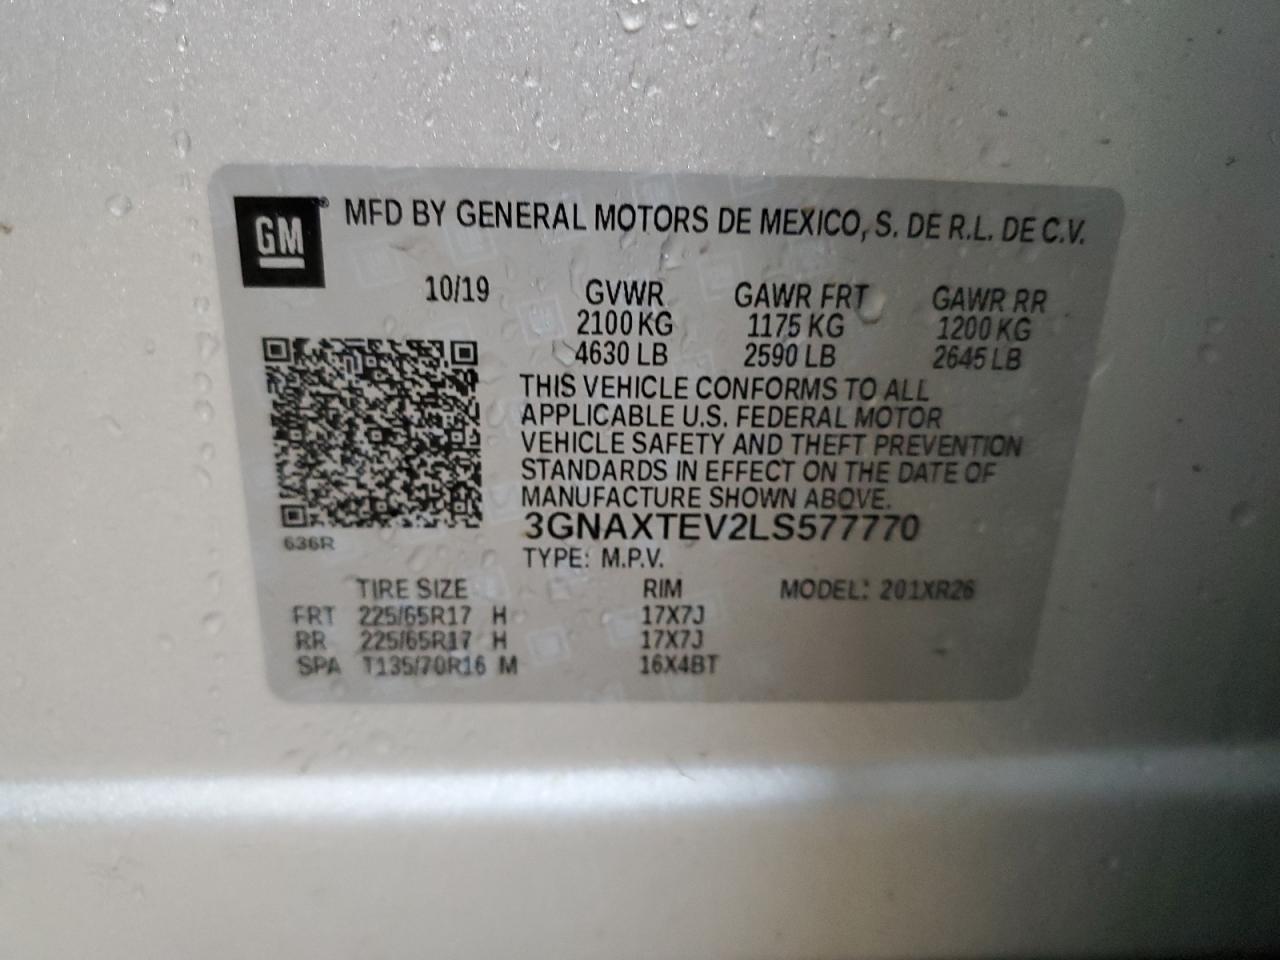 GM® MFD BY GENERAL MOTORS DE MEXICO, S. DE R.L. DE C.V.
10/19 GVWR GAWR FRT GAWR RR
2100 KG 1175 KG 1200 KG
4630 LB 2590 LB 2645 LB
THIS VEHICLE CONFORMS TO ALL
APPLICABLE U.S. FEDERAL MOTOR
VEHICLE SAFETY AND THEFT PREVENTION
STANDARDS IN EFFECT ON THE DATE OF
MANUFACTURE SHOWN ABOVE.
3GNAXTEV2LS577770
636R
TYPE: M.P.V.
TIRE SIZE RIM MODEL: 201XR26
FRT 225/65R17 H 17X7J
RR 225/65R17 H 17X7J
SPA T135/70R16 M 16X4BT